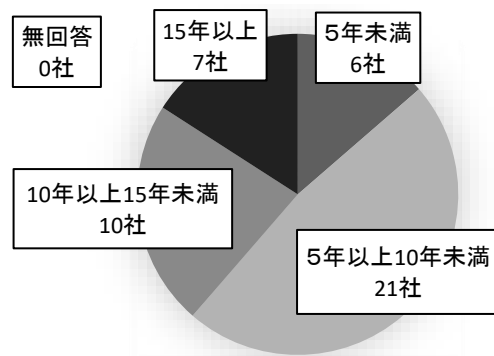 無回答
0社
15年以上
7社
５年未満
6社
10年以上15年未満
10社
５年以上10年未満
21社